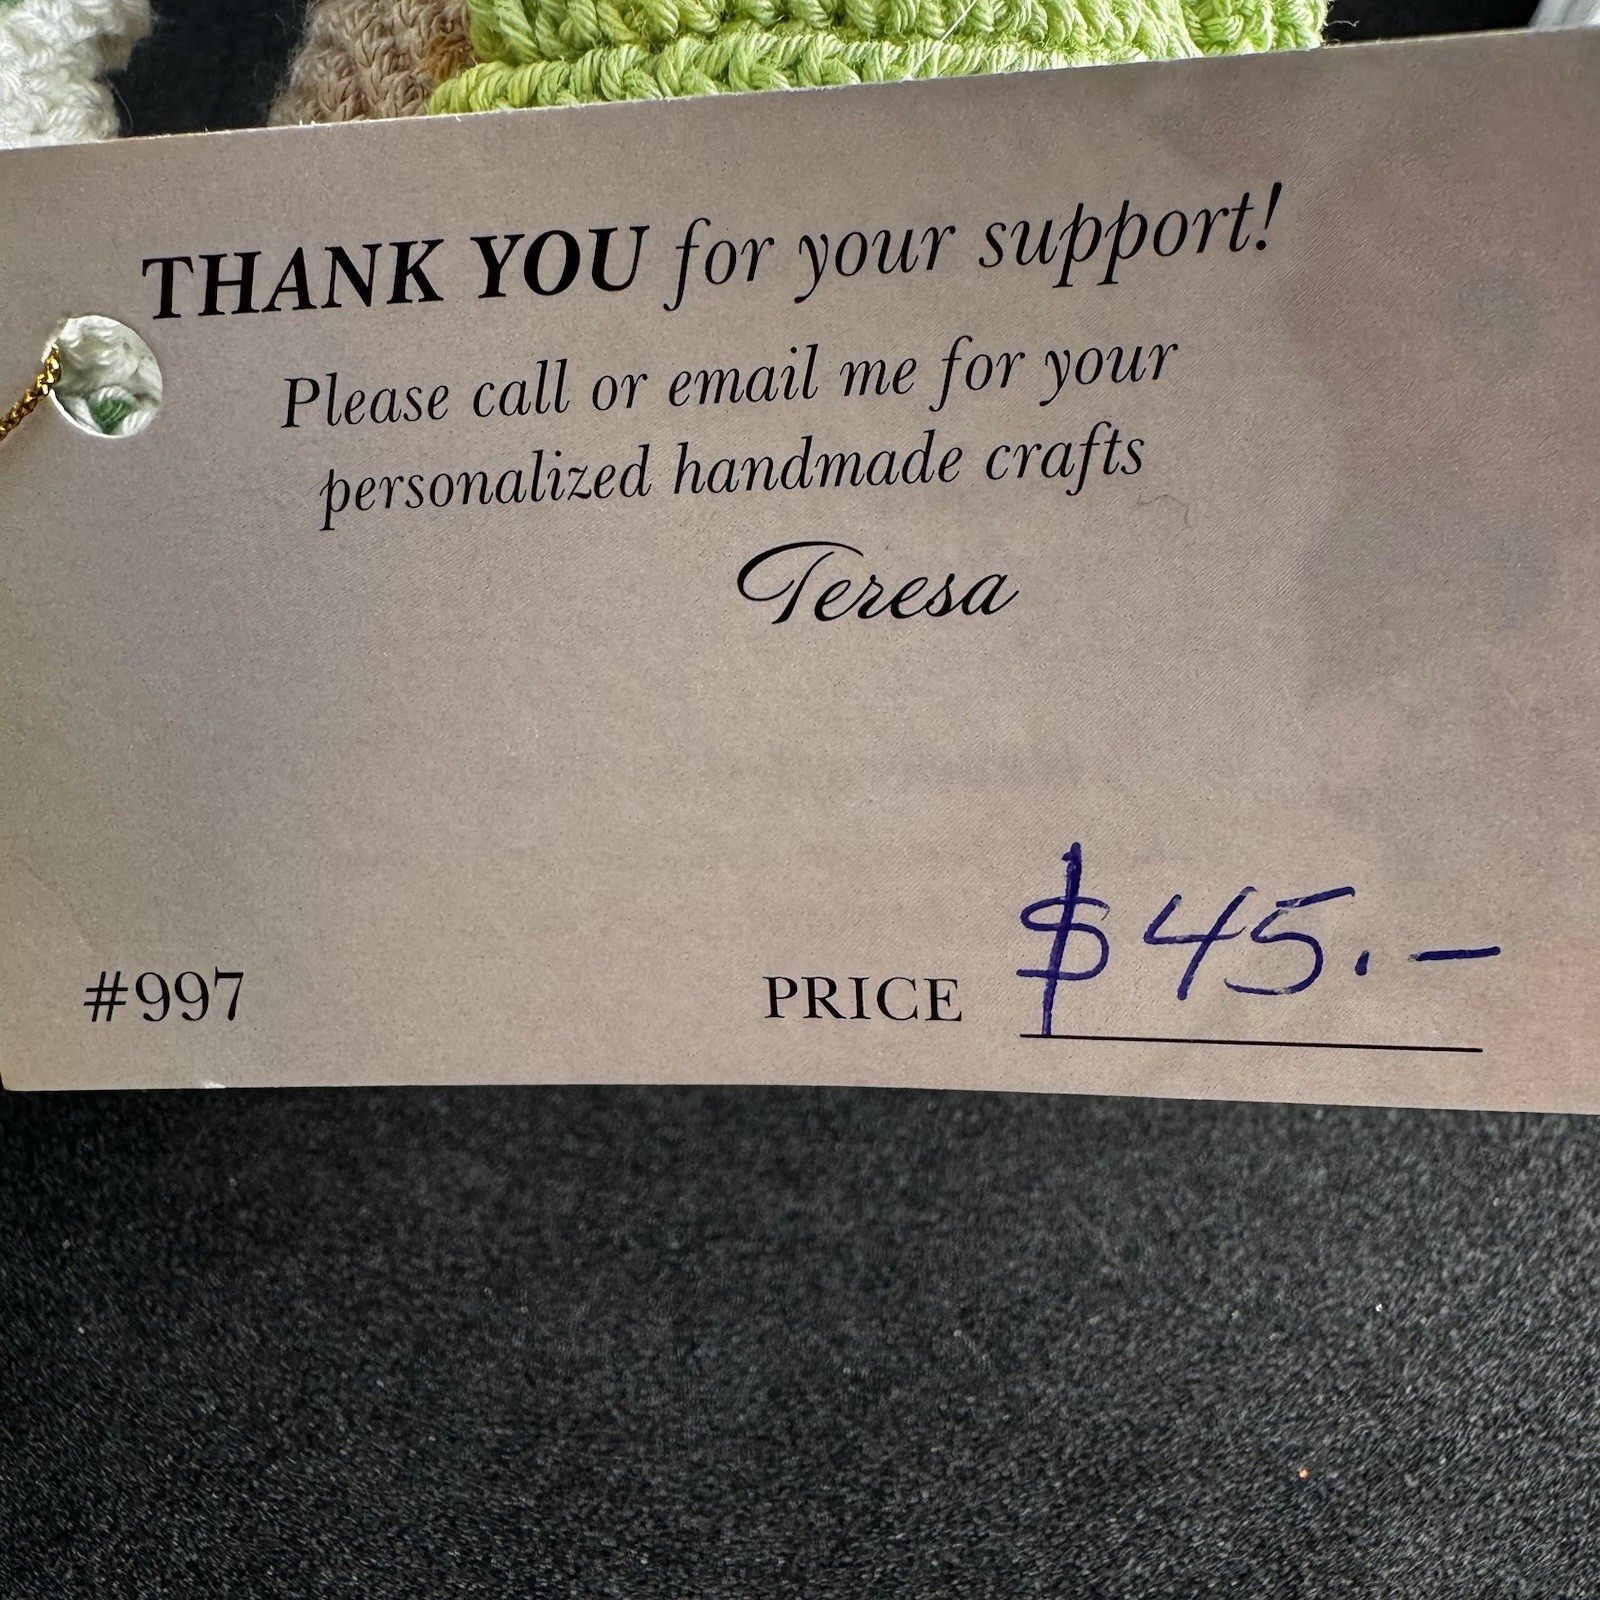 THANK YOU for your support!
Please call or email me for your
personalized handmade crafts
Teresa
#997 PRICE $45.-